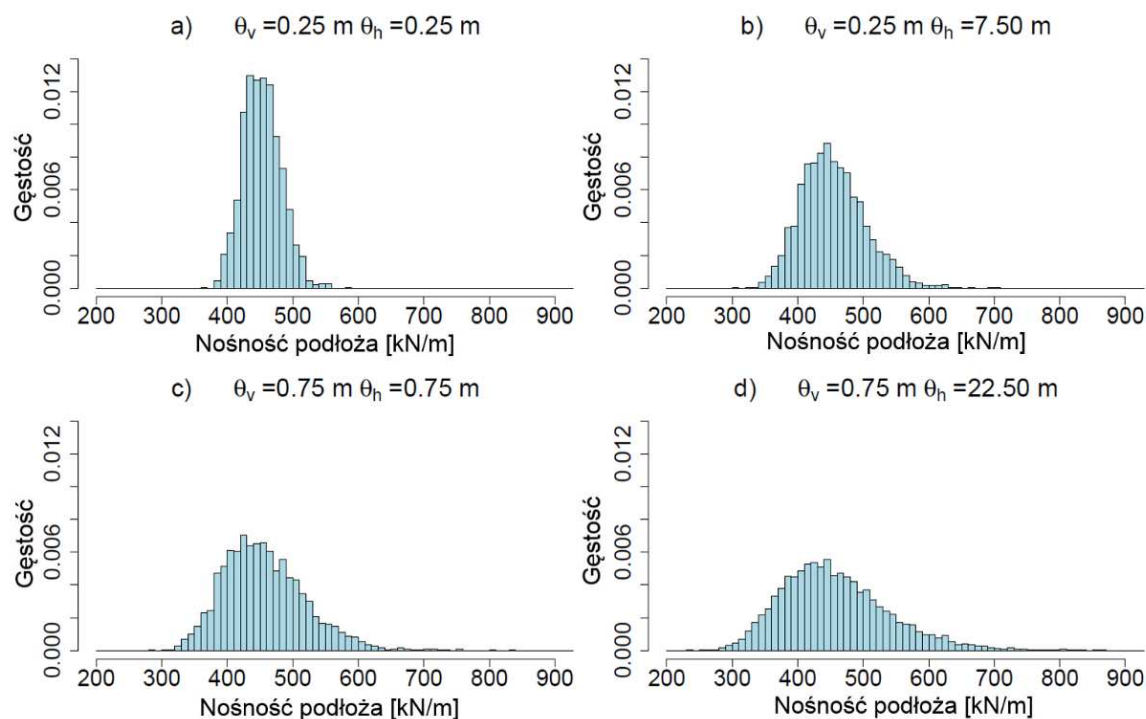 a) θv =0.25 m θh =0.25 m
Gęstość
0.000 0.006 0.012
200 300 400 500 600 700 800 900
Nośność podłoża [kN/m]
b) θv =0.25 m θh =7.50 m
Gęstość
0.000 0.006 0.012
200 300 400 500 600 700 800 900
Nośność podłoża [kN/m]
c) θv =0.75 m θh =0.75 m
Gęstość
0.000 0.006 0.012
200 300 400 500 600 700 800 900
Nośność podłoża [kN/m]
d) θv =0.75 m θh =22.50 m
Gęstość
0.000 0.006 0.012
200 300 400 500 600 700 800 900
Nośność podłoża [kN/m]